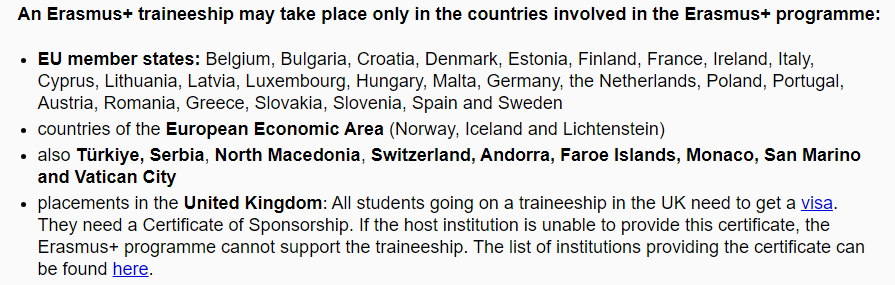 An Erasmus+ traineeship may take place only in the countries involved in the Erasmus+ programme:
• EU member states: Belgium, Bulgaria, Croatia, Denmark, Estonia, Finland, France, Ireland, Italy,
Cyprus, Lithuania, Latvia, Luxembourg, Hungary, Malta, Germany, the Netherlands, Poland, Portugal,
Austria, Romania, Greece, Slovakia, Slovenia, Spain and Sweden
• countries of the European Economic Area (Norway, Iceland and Lichtenstein)
• also Türkiye, Serbia, North Macedonia, Switzerland, Andorra, Faroe Islands, Monaco, San Marino
and Vatican City
• placements in the United Kingdom: All students going on a traineeship in the UK need to get a visa.
They need a Certificate of Sponsorship. If the host institution is unable to provide this certificate, the
Erasmus+ programme cannot support the traineeship. The list of institutions providing the certificate can
be found here.